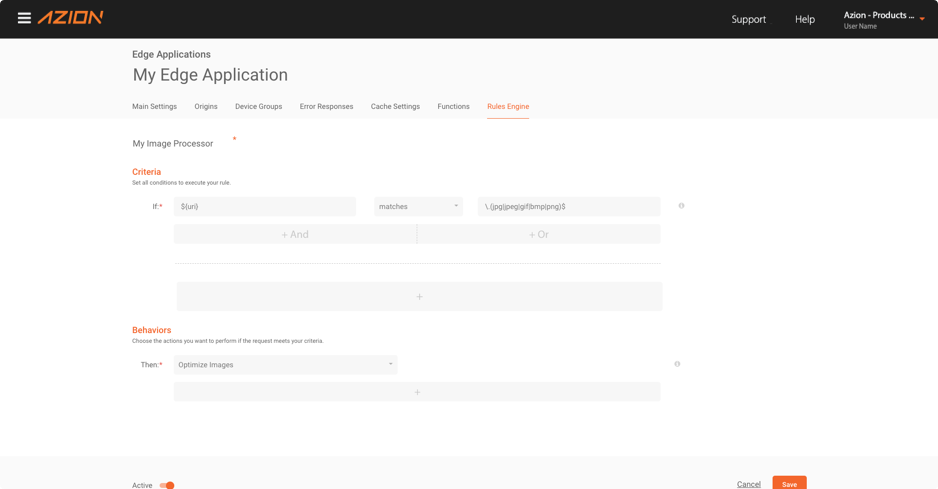 AZION
Support
Help
Azion - Products ...
User Name
Edge Applications
My Edge Application
Main Settings
Origins
Device Groups
Error Responses
Cache Settings
Functions
Rules Engine
My Image Processor *
Criteria
Set all conditions to execute your rule.
If:* ${uri} matches \.(jpg|jpeg|gif|bmp|png)$
+ And
+ Or
+
Behaviors
Choose the actions you want to perform if the request meets your criteria.
Then:* Optimize Images
+
Active
Cancel
Save